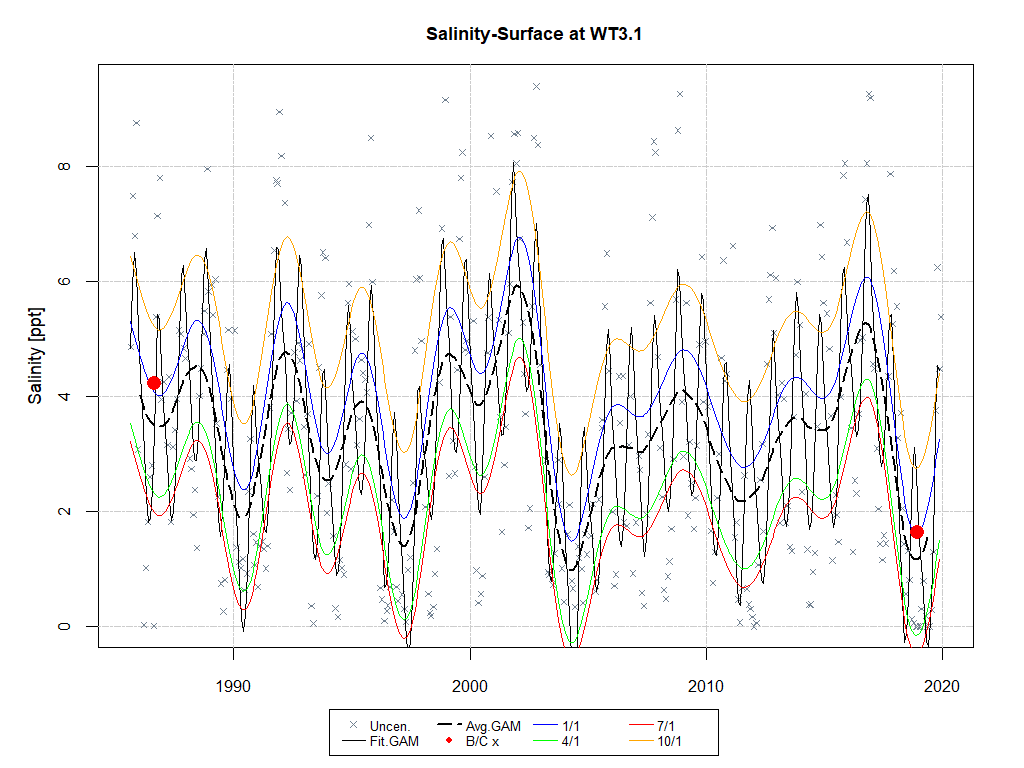 Salinity-Surface at WT3.1
Salinity [ppt]
8
6
4
2
0
1990 2000 2010 2020
Uncen. Avg.GAM 1/1 7/1
Fit.GAM B/C x 4/1 10/1